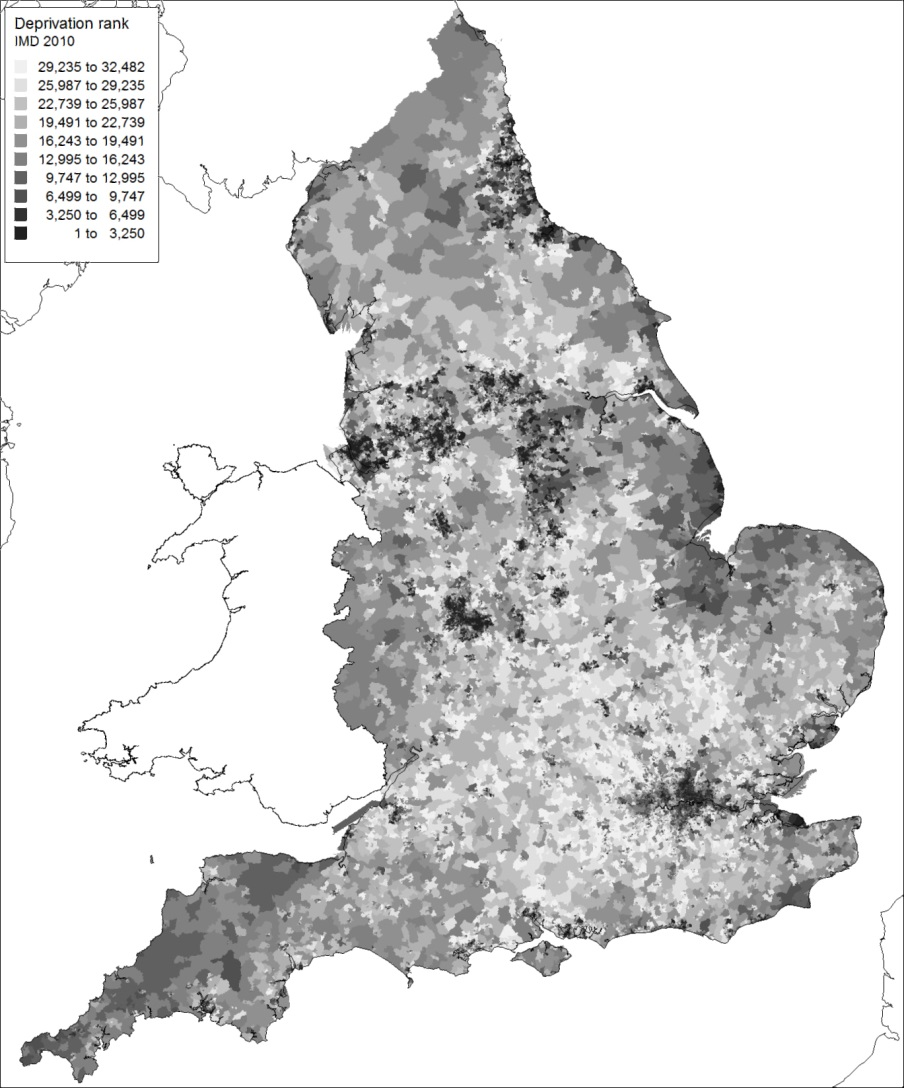 Deprivation rank
IMD 2010
29,235 to 32,482
25,987 to 29,235
22,739 to 25,987
19,491 to 22,739
16,243 to 19,491
12,995 to 16,243
9,747 to 12,995
6,499 to 9,747
3,250 to 6,499
1 to 3,250